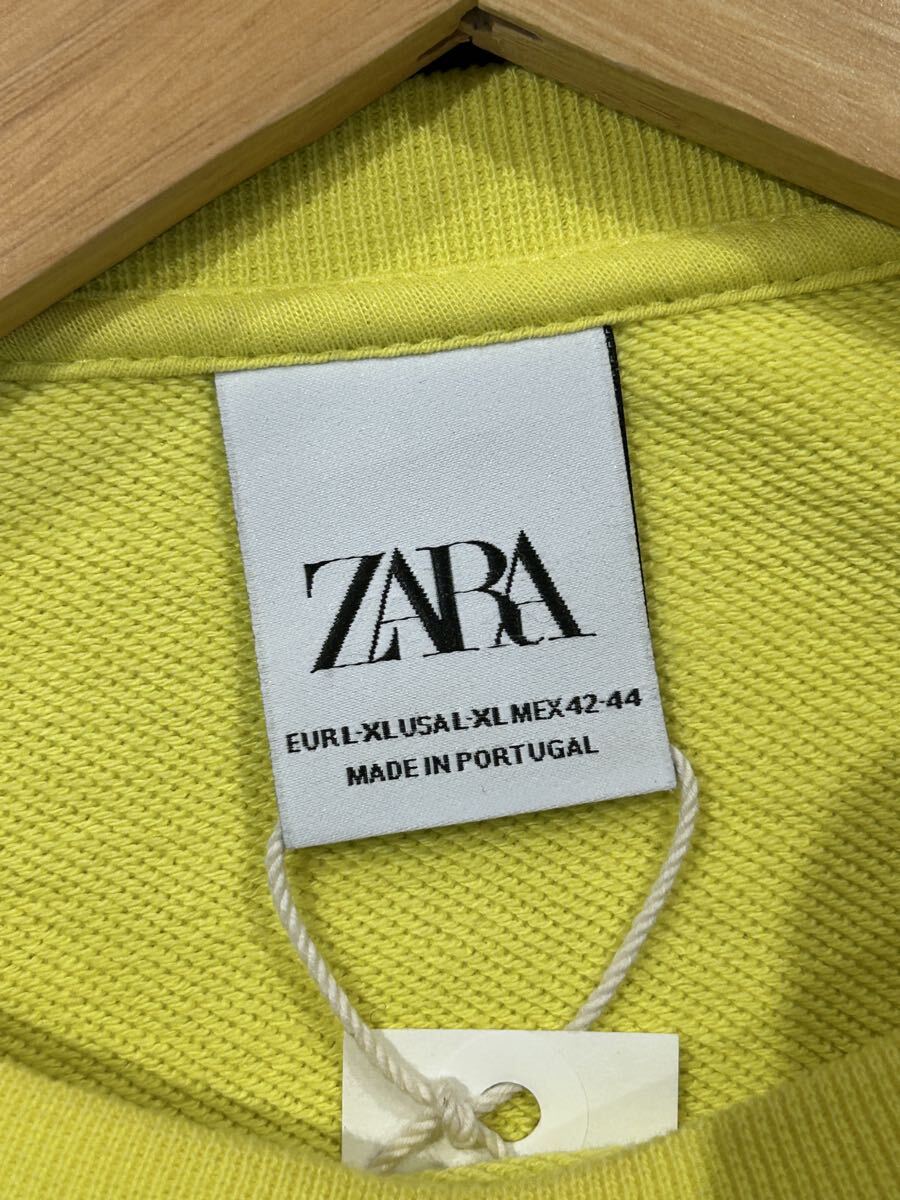 ZARA
EUR L-XL USA L-XL MEX 42-44
MADE IN PORTUGAL